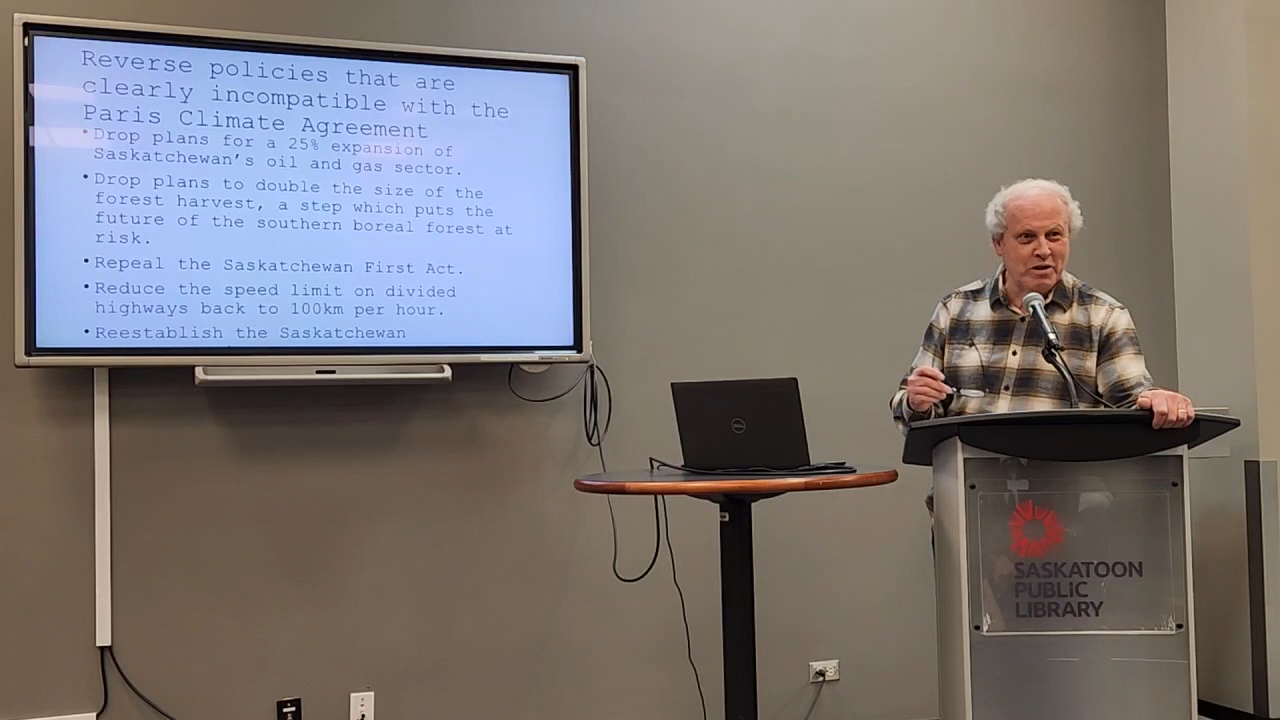 Reverse policies that are
clearly incompatible with the
Paris Climate Agreement
•Drop plans for a 25% expansion of
Saskatchewan's oil and gas sector.
•Drop plans to double the size of the
forest harvest, a step which puts the
future of the southern boreal forest at
risk.
•Repeal the Saskatchewan First Act.
•Reduce the speed limit on divided
highways back to 100km per hour.
•Reestablish the Saskatchewan
DELL
SASKATOON
PUBLIC
LIBRARY